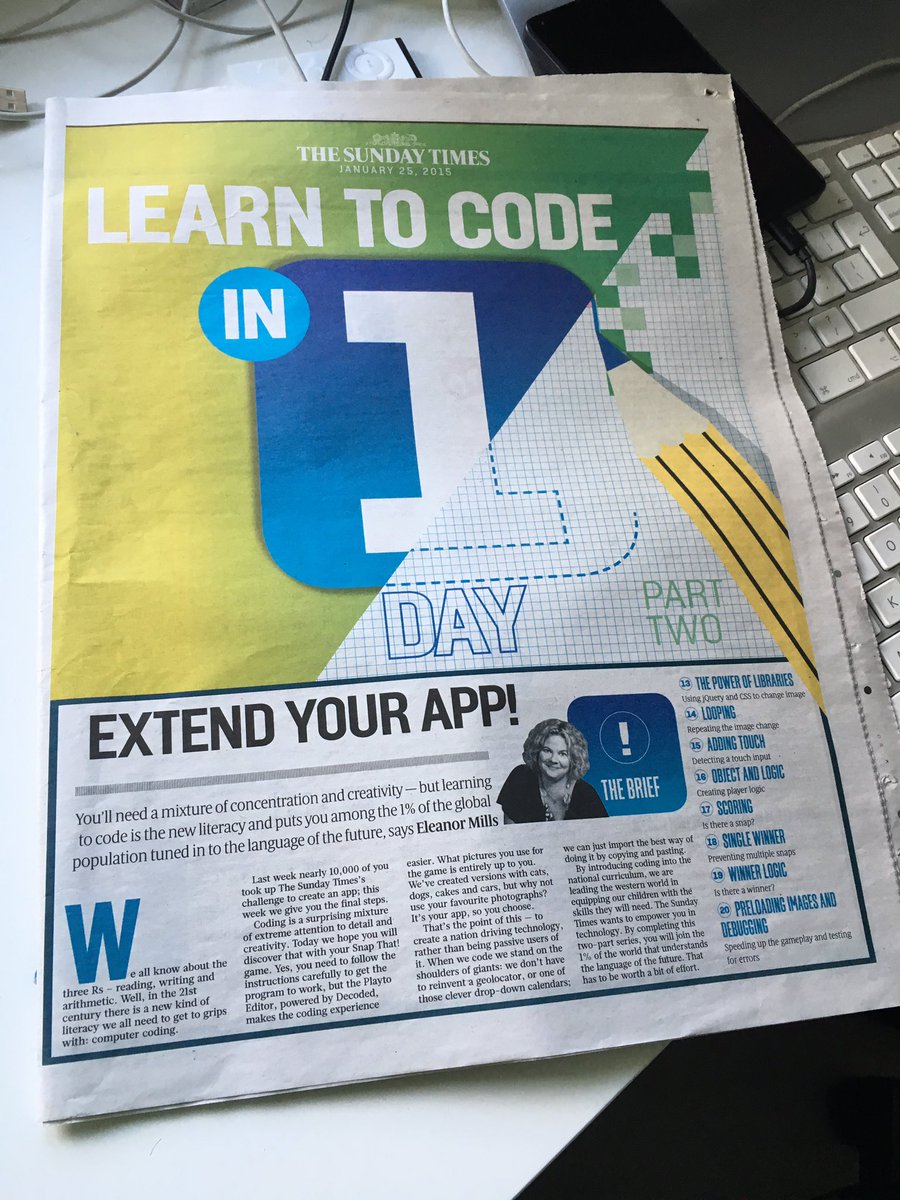 THE SUNDAY TIMES
JANUARY 25, 2015
LEARN TO CODE
IN
1
DAY
PART
TWO
EXTEND YOUR APP!
You'll need a mixture of concentration and creativity — but learning
to code is the new literacy and puts you among the 1% of the global
population tuned in to the language of the future, says Eleanor Mills
!
THE BRIEF
13 THE POWER OF LIBRARIES
Using jQuery and CSS to change image
14 LOOPING
Repeating the image change
15 ADDING TOUCH
Detecting a touch input
16 OBJECT AND LOGIC
Creating player logic
17 SCORING
Is there a snap?
18 SINGLE WINNER
Preventing multiple snaps
19 WINNER LOGIC
Is there a winner?
20 PRELOADING IMAGES AND
DEBUGGING
Speeding up the gameplay and testing
for errors
We all know about the
three Rs – reading, writing and
arithmetic. Well, in the 21st
century there is a new kind of
literacy we all need to get to grips
with: computer coding.
Last week nearly 10,000 of you
took up The Sunday Times's
challenge to create an app; this
week we give you the final steps.
Coding is a surprising mixture
of extreme attention to detail and
creativity. Today we hope you will
discover that with your Snap That!
game. Yes, you need to follow the
instructions carefully to get the
program to work, but the Playto
Editor, powered by Decoded,
makes the coding experience
easier. What pictures you use for
the game is entirely up to you.
We've created versions with cats,
dogs, cakes and cars, but why not
use your favourite photographs?
It's your app, so you choose.
That's the point of this — to
create a nation driving technology,
rather than being passive users of
it. When we code we stand on the
shoulders of giants: we don't have
to reinvent a geolocator, or one of
those clever drop-down calendars;
we can just import the best way of
doing it by copying and pasting.
By introducing coding into the
national curriculum, we are
leading the western world in
equipping our children with the
skills they will need. The Sunday
Times wants to empower you in
technology. By completing this
two-part series, you will join the
1% of the world that understands
the language of the future. That
has to be worth a bit of effort.
cmd